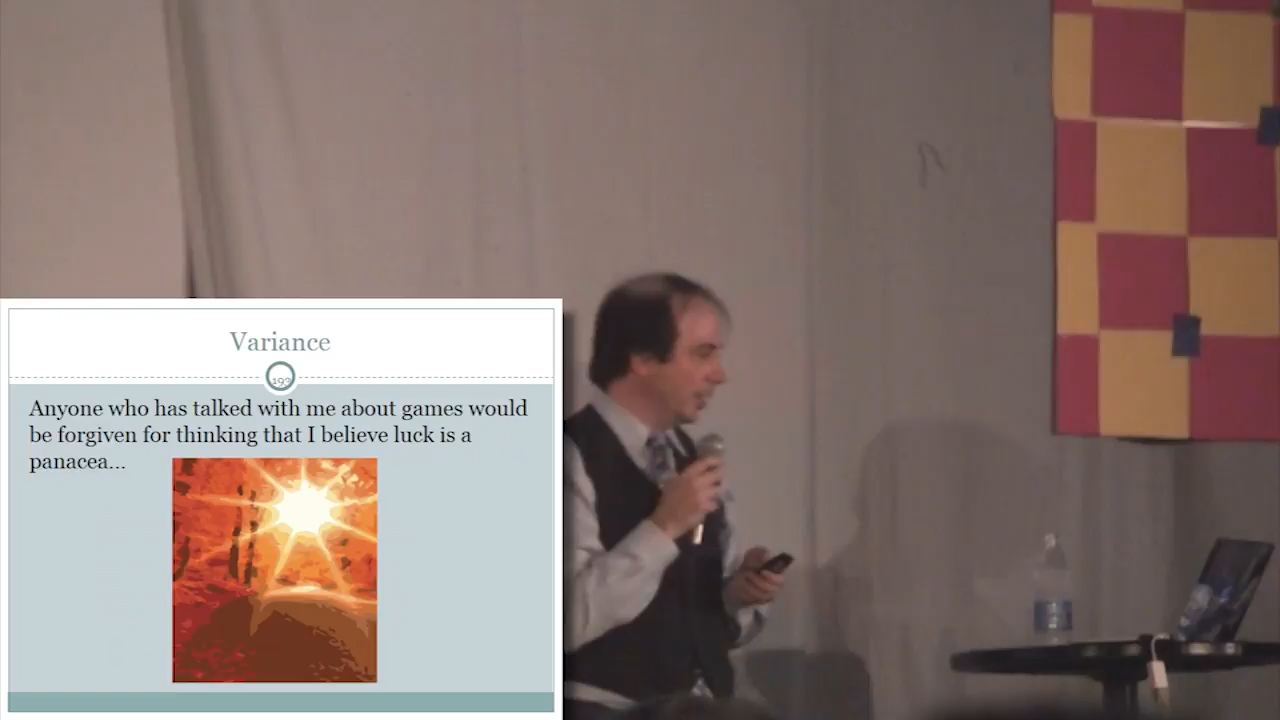 Variance
193
Anyone who has talked with me about games would
be forgiven for thinking that I believe luck is a
panacea...